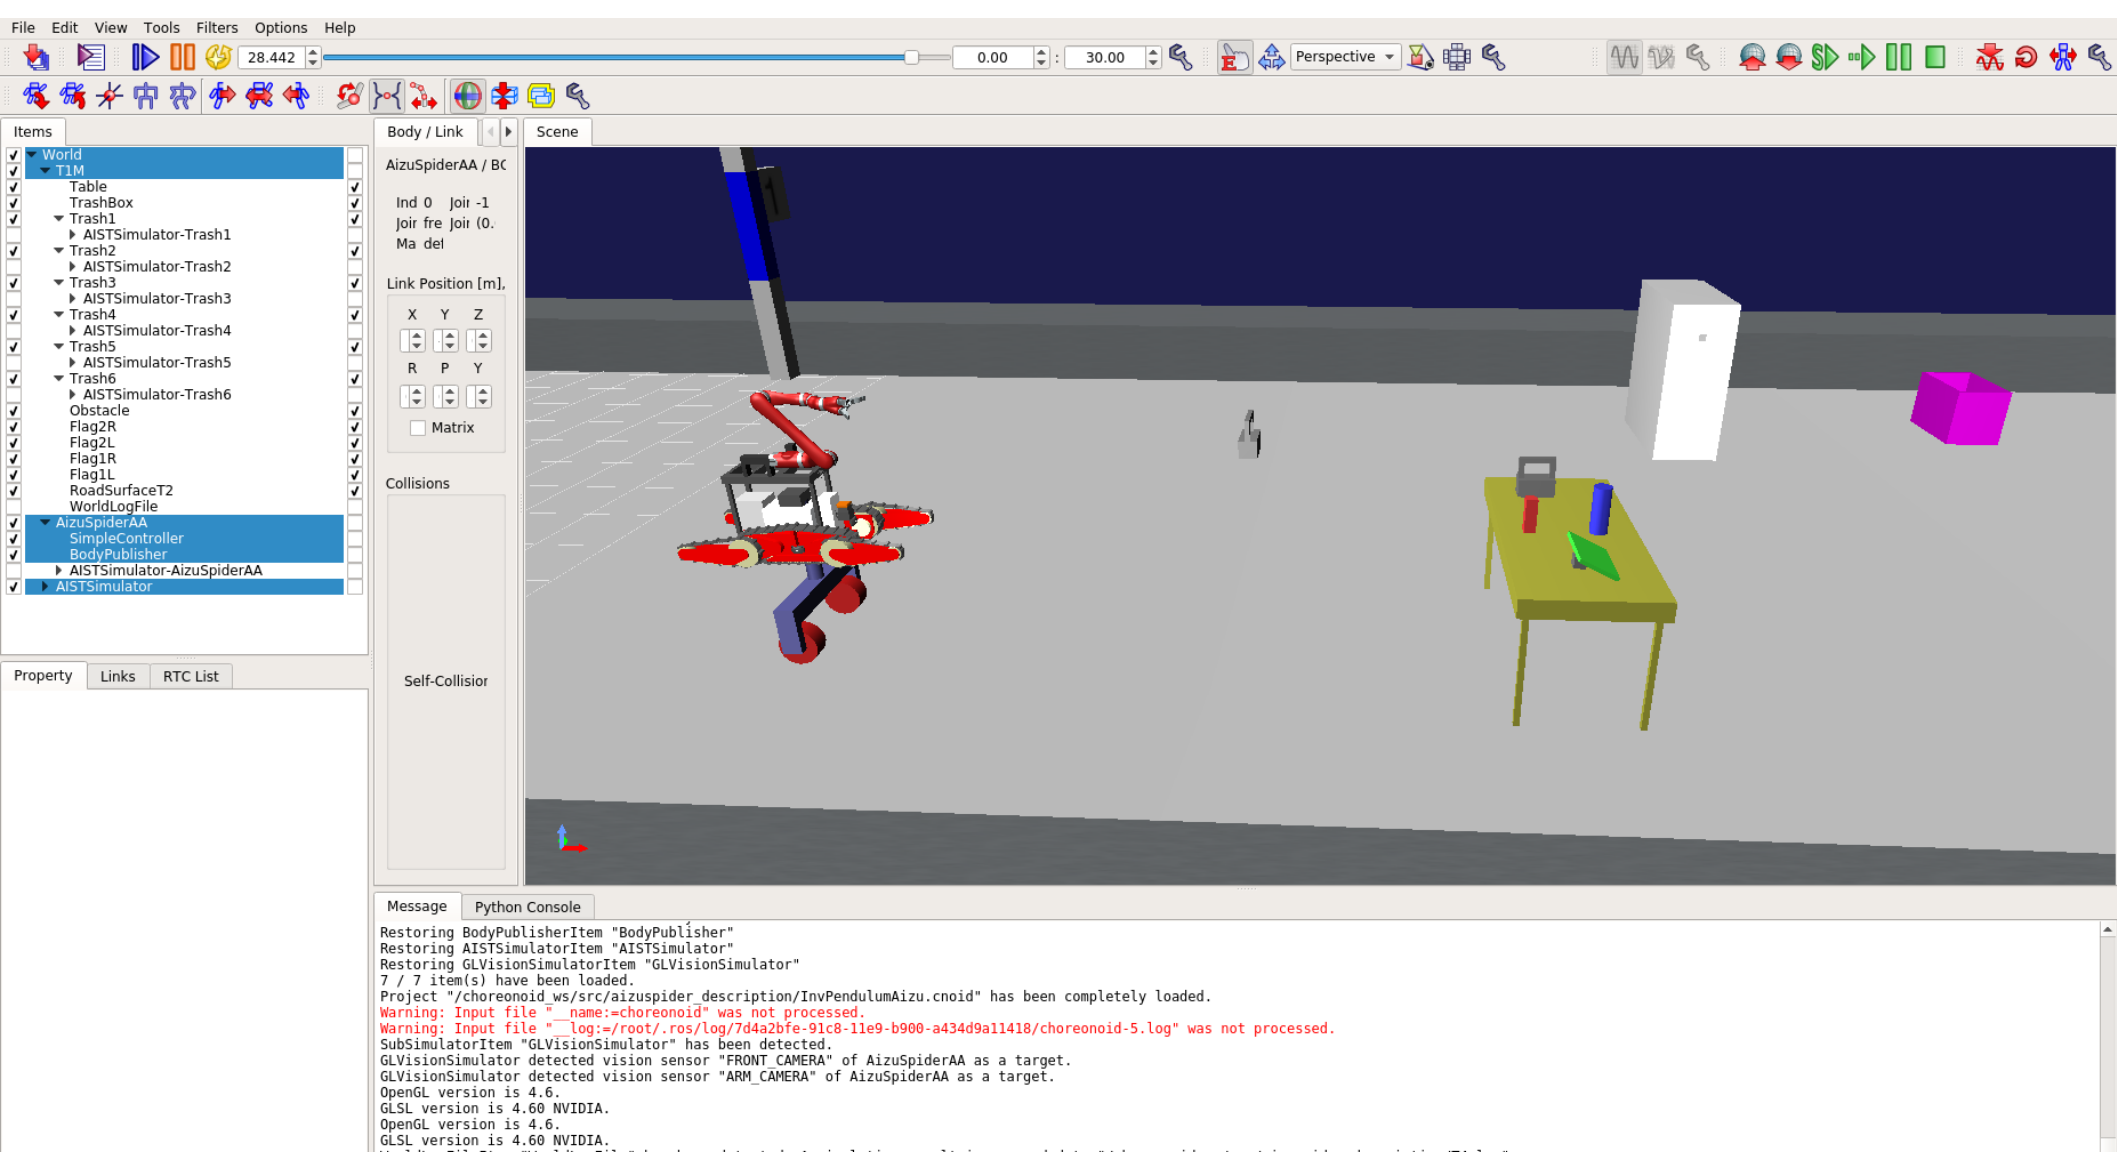 File Edit View Tools Filters Options Help
28.442 0.00 : 30.00 Perspective
Items
World
T1M
Table
TrashBox
Trash1
AISTSimulator-Trash1
Trash2
AISTSimulator-Trash2
Trash3
AISTSimulator-Trash3
Trash4
AISTSimulator-Trash4
Trash5
AISTSimulator-Trash5
Trash6
AISTSimulator-Trash6
Obstacle
Flag2R
Flag2L
Flag1R
Flag1L
RoadSurfaceT2
WorldLogFile
AizuSpiderAA
SimpleController
BodyPublisher
AISTSimulator-AizuSpiderAA
AISTSimulator
Property Links RTC List
Body / Link
AizuSpiderAA / BO
Ind 0 Joir -1
Joir fre Joir (0.
Ma def
Link Position [m],
X Y Z
R P Y
Matrix
Collisions
Self-Collision
Scene
1
Message Python Console
Restoring BodyPublisherItem "BodyPublisher"
Restoring AISTSimulatorItem "AISTSimulator"
Restoring GLVisionSimulatorItem "GLVisionSimulator"
7 / 7 item(s) have been loaded.
Project "/choreonoid_ws/src/aizuspider_description/InvPendulumAizu.cnoid" has been completely loaded.
Warning: Input file "__name:=choreonoid" was not processed.
Warning: Input file "__log:=/root/.ros/log/7d4a2bfe-91c8-11e9-b900-a434d9a11418/choreonoid-5.log" was not processed.
SubSimulatorItem "GLVisionSimulator" has been detected.
GLVisionSimulator detected vision sensor "FRONT_CAMERA" of AizuSpiderAA as a target.
GLVisionSimulator detected vision sensor "ARM_CAMERA" of AizuSpiderAA as a target.
OpenGL version is 4.6.
GLSL version is 4.60 NVIDIA.
OpenGL version is 4.6.
GLSL version is 4.60 NVIDIA.